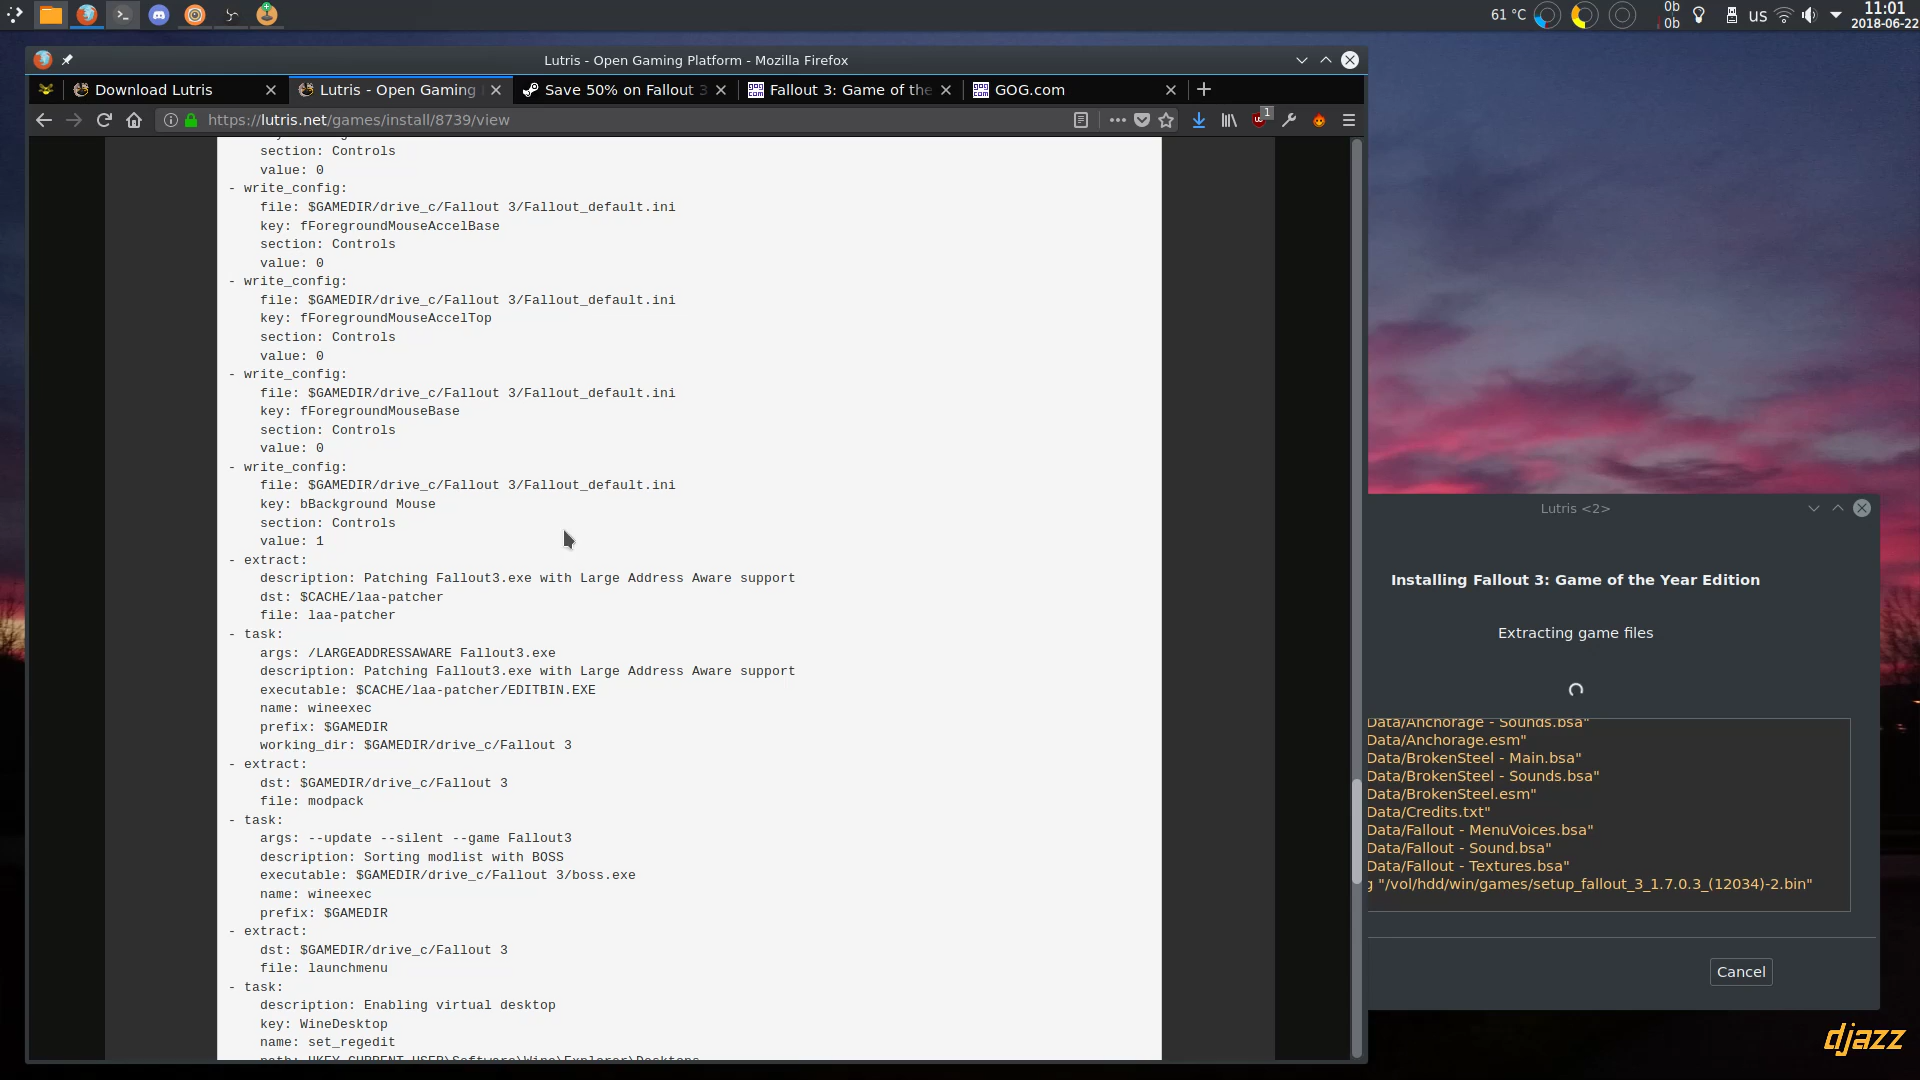 61 °C
0b
0b
us
11:01
2018-06-22
Lutris - Open Gaming Platform - Mozilla Firefox
Download Lutris
Lutris - Open Gaming
Save 50% on Fallout 3
Fallout 3: Game of the
GOG.com
https://lutris.net/games/install/8739/view
1
section: Controls
value: 0
- write_config:
file: $GAMEDIR/drive_c/Fallout 3/Fallout_default.ini
key: fForegroundMouseAccelBase
section: Controls
value: 0
- write_config:
file: $GAMEDIR/drive_c/Fallout 3/Fallout_default.ini
key: fForegroundMouseAccelTop
section: Controls
value: 0
- write_config:
file: $GAMEDIR/drive_c/Fallout 3/Fallout_default.ini
key: fForegroundMouseBase
section: Controls
value: 0
- write_config:
file: $GAMEDIR/drive_c/Fallout 3/Fallout_default.ini
key: bBackground Mouse
section: Controls
value: 1
- extract:
description: Patching Fallout3.exe with Large Address Aware support
dst: $CACHE/laa-patcher
file: laa-patcher
- task:
args: /LARGEADDRESSAWARE Fallout3.exe
description: Patching Fallout3.exe with Large Address Aware support
executable: $CACHE/laa-patcher/EDITBIN.EXE
name: wineexec
prefix: $GAMEDIR
working_dir: $GAMEDIR/drive_c/Fallout 3
- extract:
dst: $GAMEDIR/drive_c/Fallout 3
file: modpack
- task:
args: --update --silent --game Fallout3
description: Sorting modlist with BOSS
executable: $GAMEDIR/drive_c/Fallout 3/boss.exe
name: wineexec
prefix: $GAMEDIR
- extract:
dst: $GAMEDIR/drive_c/Fallout 3
file: launchmenu
- task:
description: Enabling virtual desktop
key: WineDesktop
name: set_regedit
path: HKEY_CURRENT_USER\Software\Wine\Explorer\Desktops
Lutris <2>
Installing Fallout 3: Game of the Year Edition
Extracting game files
Data/Anchorage - Sounds.bsa"
Data/Anchorage.esm"
Data/BrokenSteel - Main.bsa"
Data/BrokenSteel - Sounds.bsa"
Data/BrokenSteel.esm"
Data/Credits.txt"
Data/Fallout - MenuVoices.bsa"
Data/Fallout - Sound.bsa"
Data/Fallout - Textures.bsa"
g "/vol/hdd/win/games/setup_fallout_3_1.7.0.3_(12034)-2.bin"
Cancel
djazz